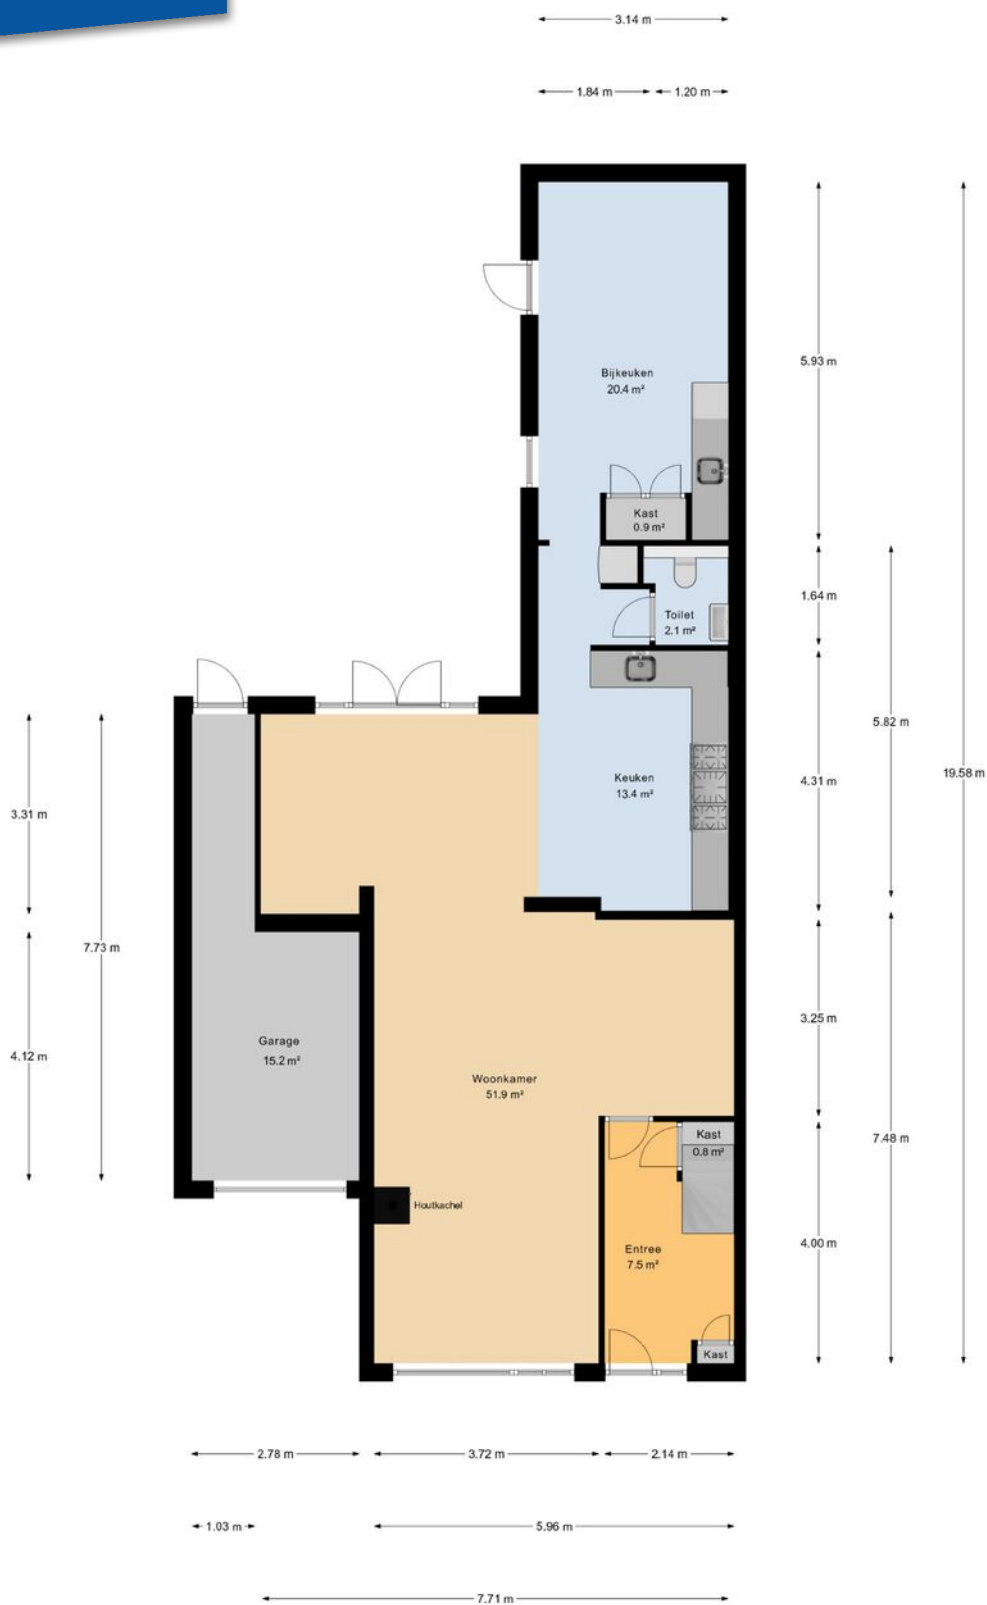 3.14 m
1.84 m
1.20 m
Bijkeuken
20.4 m²
5.93 m
Kast
0.9 m²
1.64 m
Toilet
2.1 m²
5.82 m
Keuken
13.4 m²
4.31 m
19.58 m
3.31 m
7.73 m
4.12 m
3.25 m
Garage
15.2 m²
Woonkamer
51.9 m²
Kast
0.8 m²
7.48 m
Houtkachel
Entree
7.5 m²
4.00 m
Kast
2.78 m
3.72 m
2.14 m
1.03 m
5.96 m
7.71 m